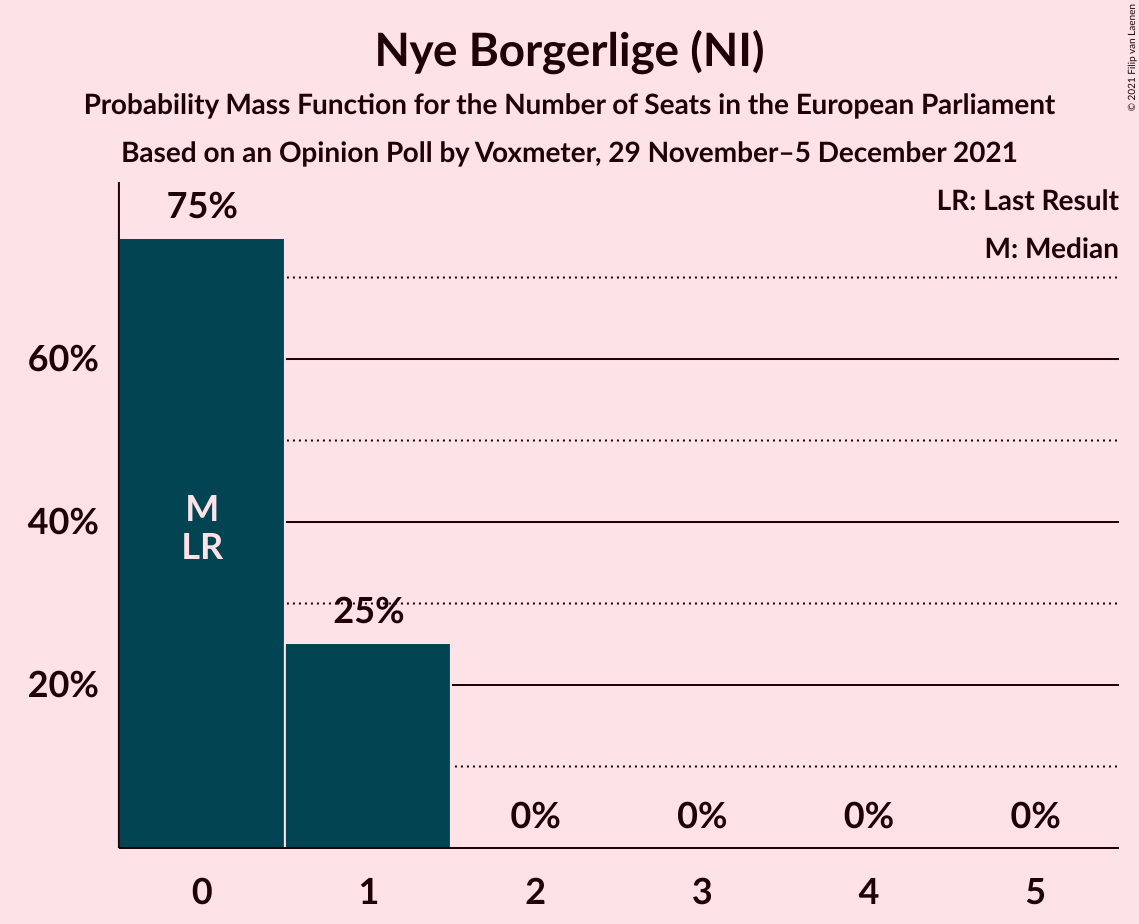 Nye Borgerlige (NI)
Probability Mass Function for the Number of Seats in the European Parliament
Based on an Opinion Poll by Voxmeter, 29 November–5 December 2021
© 2021 Filip van Laenen
LR: Last Result
M: Median
75%
60%
40%
20%
M
LR
25%
0%
0%
0%
0%
0
1
2
3
4
5